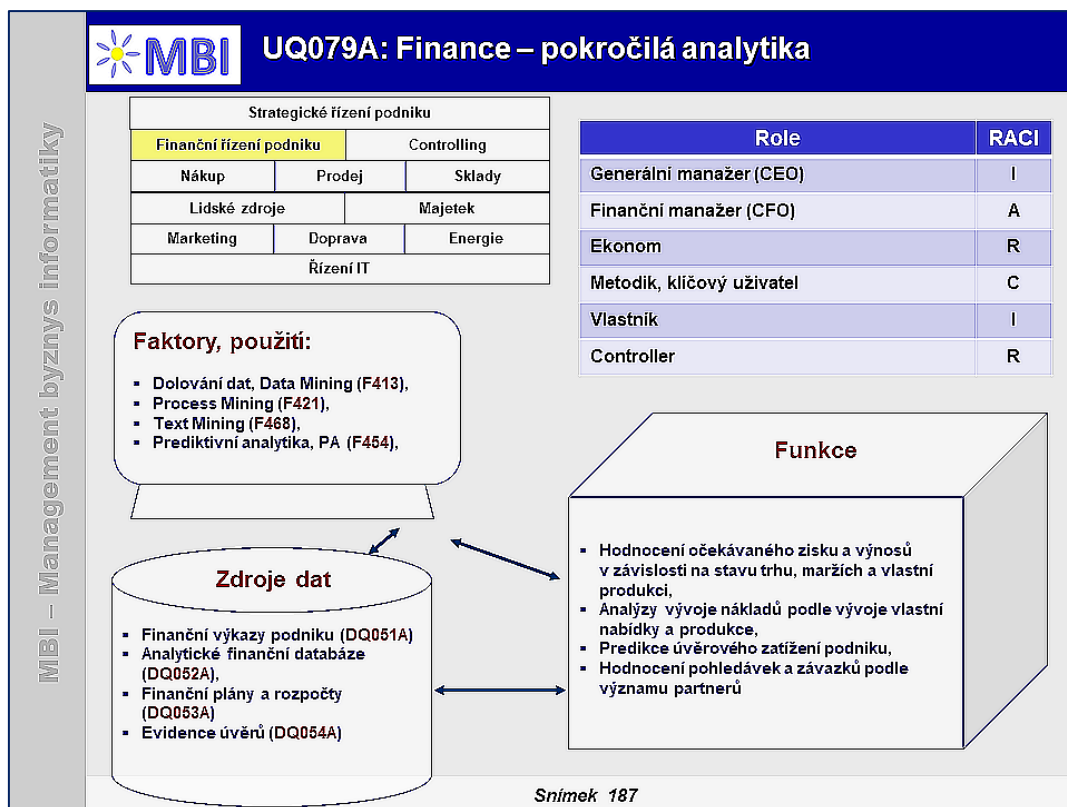 MBI
UQ079A: Finance – pokročilá analytika
MBI – Management byznys informatiky
Strategické řízení podniku
Finanční řízení podniku
Controlling
Nákup
Prodej
Sklady
Lidské zdroje
Majetek
Marketing
Doprava
Energie
Řízení IT
Role RACI
Generální manažer (CEO) I
Finanční manažer (CFO) A
Ekonom R
Metodik, klíčový uživatel C
Vlastník I
Controller R
Faktory, použití:
▪ Dolování dat, Data Mining (F413),
▪ Process Mining (F421),
▪ Text Mining (F468),
▪ Prediktivní analytika, PA (F454),
Funkce
▪ Hodnocení očekávaného zisku a výnosů
v závislosti na stavu trhu, maržích a vlastní
produkci,
▪ Analýzy vývoje nákladů podle vývoje vlastní
nabídky a produkce,
▪ Predikce úvěrového zatížení podniku,
▪ Hodnocení pohledávek a závazků podle
významu partnerů
Zdroje dat
▪ Finanční výkazy podniku (DQ051A)
▪ Analytické finanční databáze
(DQ052A),
▪ Finanční plány a rozpočty
(DQ053A)
▪ Evidence úvěrů (DQ054A)
Snímek 187